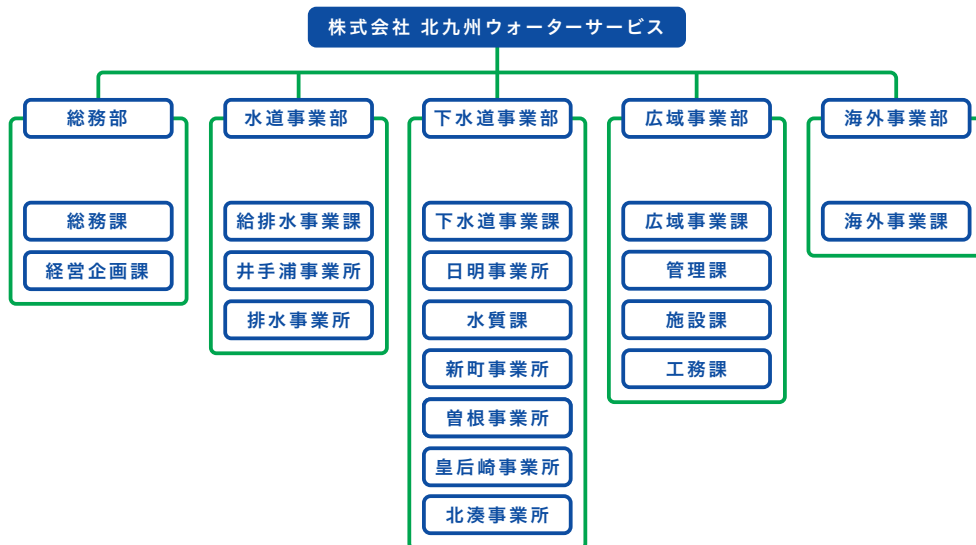 株式会社 北九州ウォーターサービス
総務部
総務課
経営企画課
水道事業部
給排水事業課
井手浦事業所
排水事業所
下水道事業部
下水道事業課
日明事業所
水質課
新町事業所
曽根事業所
皇后崎事業所
北湊事業所
広域事業部
広域事業課
管理課
施設課
工務課
海外事業部
海外事業課